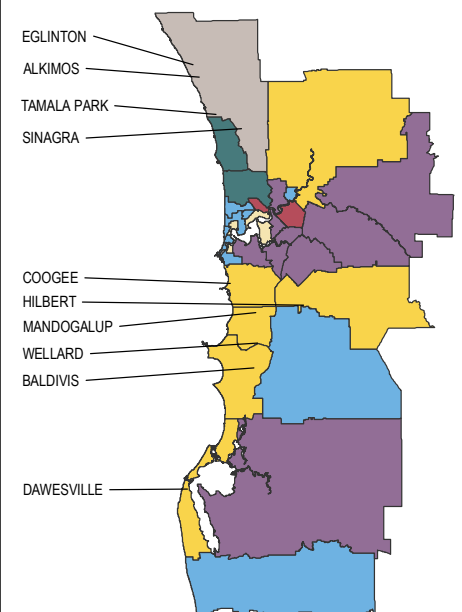 EGLINTON
ALKIMOS
TAMALA PARK
SINAGRA
COOGEE
HILBERT
MANDOGALUP
WELLARD
BALDIVIS
DAWESVILLE